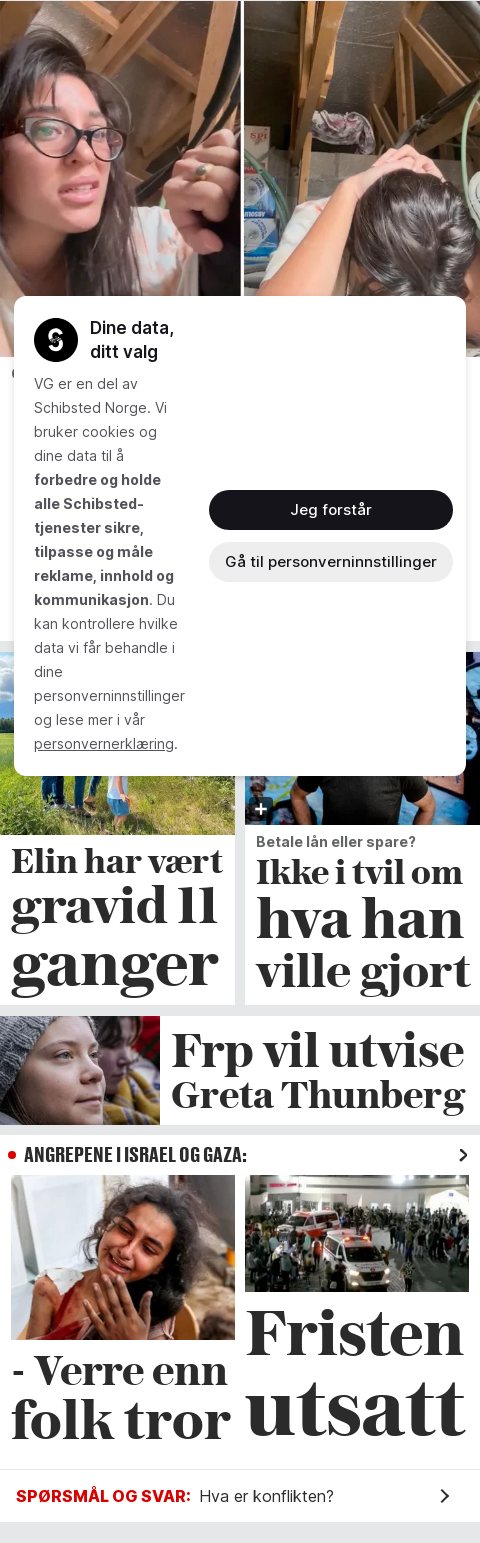 Dine data,
ditt valg
VG er en del av
Schibsted Norge. Vi
bruker cookies og
dine data til å
forbedre og holde
alle Schibsted-
tjenester sikre,
tilpasse og måle
reklame, innhold og
kommunikasjon. Du
kan kontrollere hvilke
data vi får behandle i
dine
personverninnstillinger
og lese mer i vår
personvernerklæring.
Jeg forstår
Gå til personverninnstillinger
Elin har vært
gravid 11
ganger
Betale lån eller spare?
Ikke i tvil om
hva han
ville gjort
Frp vil utvise
Greta Thunberg
ANGREPENE I ISRAEL OG GAZA:
- Verre enn
folk tror
Fristen
utsatt
SPØRSMÅL OG SVAR: Hva er konflikten?